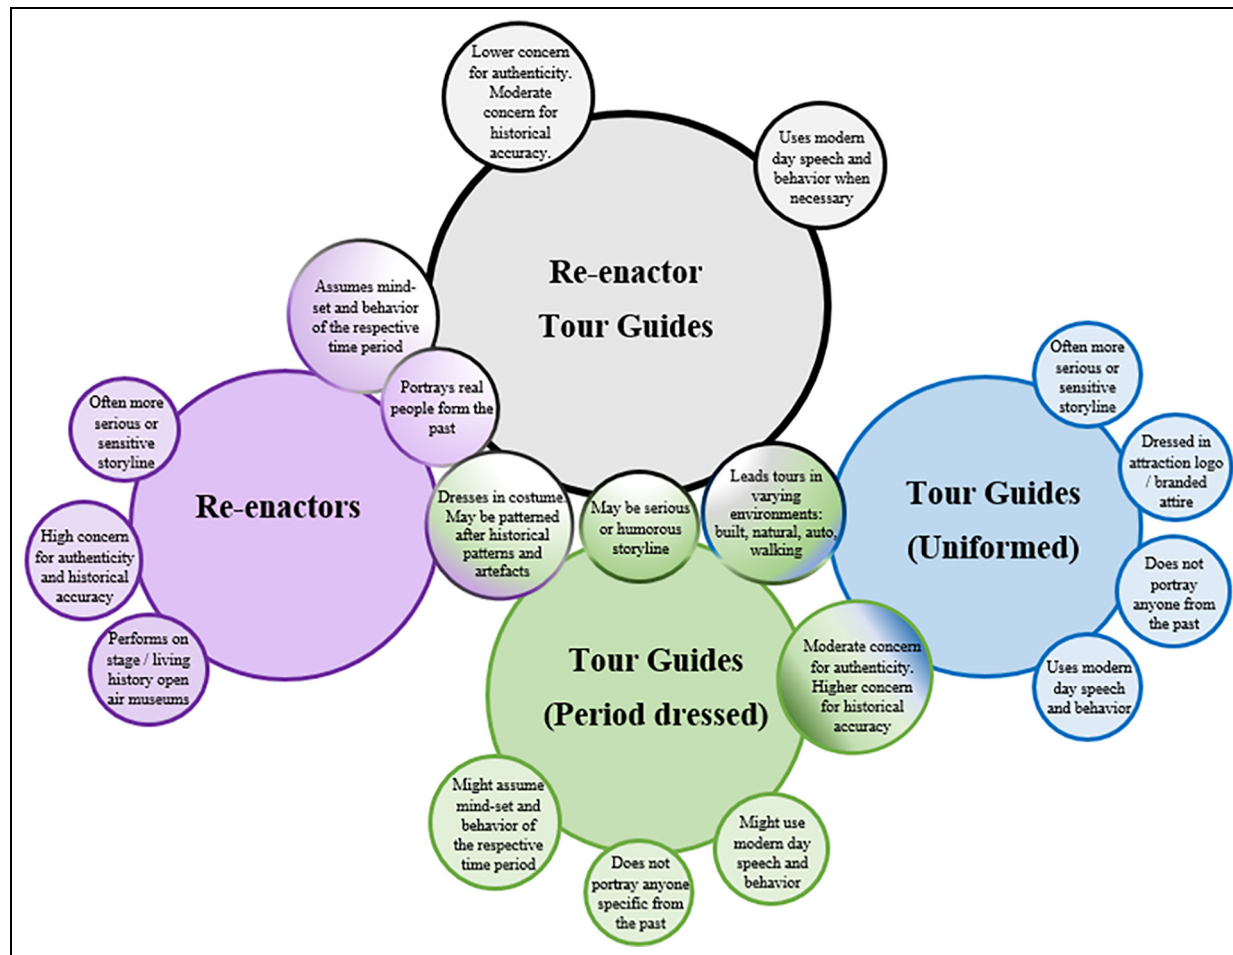 Lower concern
for authenticity.
Moderate
concern for
historical
accuracy.
Uses modern
day speech and
behavior when
necessary
Re-enactor
Tour Guides
Assumes mind-
set and behavior
of the respective
time period
Portrays real
people form the
past
Often more
serious or
sensitive
storyline
Re-enactors
High concern
for authenticity
and historical
accuracy
Performs on
stage / living
history open
air museums
Dresses in costume.
May be patterned
after historical
patterns and
artefacts
May be serious
or humorous
storyline
Leads tours in
varying
environments:
built, natural, auto,
walking
Often more
serious or
sensitive
storyline
Tour Guides
(Uniformed)
Dressed in
attraction logo
/ branded
attire
Does not
portray
anyone from
the past
Uses modern
day speech
and behavior
Tour Guides
(Period dressed)
Moderate concern
for authenticity.
Higher concern
for historical
accuracy
Might assume
mind-set and
behavior of
the respective
time period
Does not
portray anyone
specific from
the past
Might use
modern day
speech and
behavior